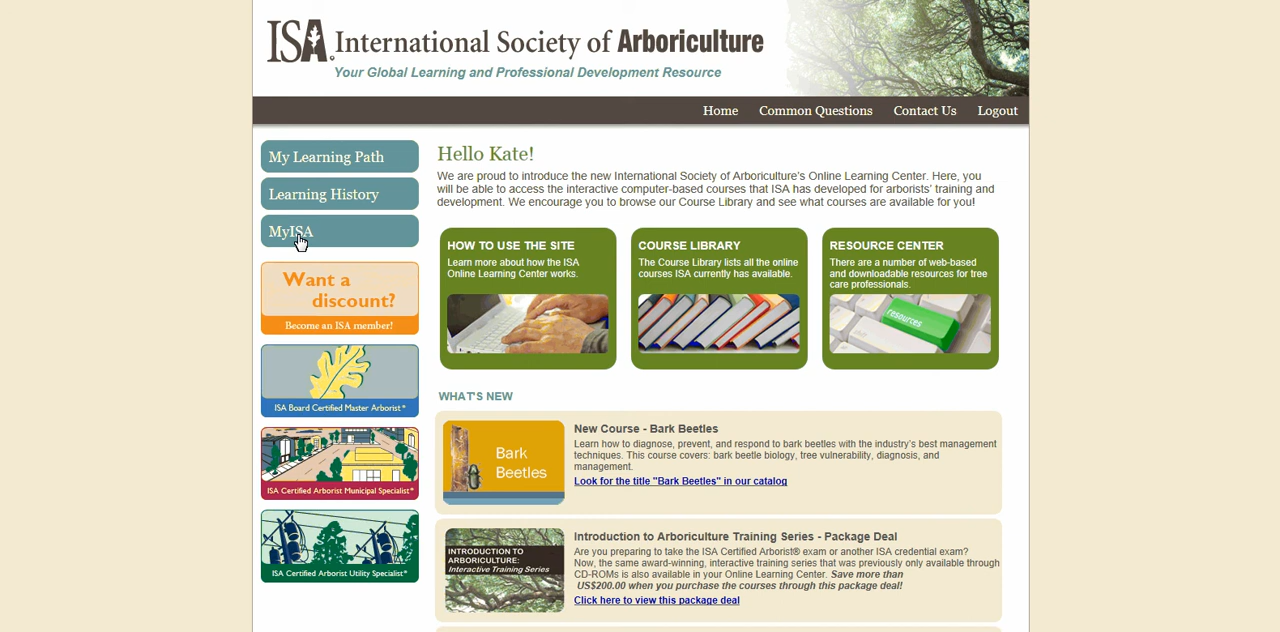 ISA® International Society of Arboriculture
Your Global Learning and Professional Development Resource
Home Common Questions Contact Us Logout
My Learning Path
Learning History
MyISA
Want a
discount?
Become an ISA member!
ISA Board Certified Master Arborist®
ISA Certified Arborist Municipal Specialist®
ISA Certified Arborist Utility Specialist®
Hello Kate!
We are proud to introduce the new International Society of Arboriculture's Online Learning Center. Here, you
will be able to access the interactive computer-based courses that ISA has developed for arborists' training and
development. We encourage you to browse our Course Library and see what courses are available for you!
HOW TO USE THE SITE
Learn more about how the ISA
Online Learning Center works.
COURSE LIBRARY
The Course Library lists all the online
courses ISA currently has available.
RESOURCE CENTER
There are a number of web-based
and downloadable resources for tree
care professionals.
resources
WHAT'S NEW
Bark
Beetles
New Course - Bark Beetles
Learn how to diagnose, prevent, and respond to bark beetles with the industry's best management
techniques. This course covers: bark beetle biology, tree vulnerability, diagnosis, and
management.
Look for the title "Bark Beetles" in our catalog
INTRODUCTION TO
ARBORICULTURE:
Interactive Training Series
Introduction to Arboriculture Training Series - Package Deal
Are you preparing to take the ISA Certified Arborist® exam or another ISA credential exam?
Now, the same award-winning, interactive training series that was previously only available through
CD-ROMs is also available in your Online Learning Center. Save more than
US$200.00 when you purchase the courses through this package deal!
Click here to view this package deal